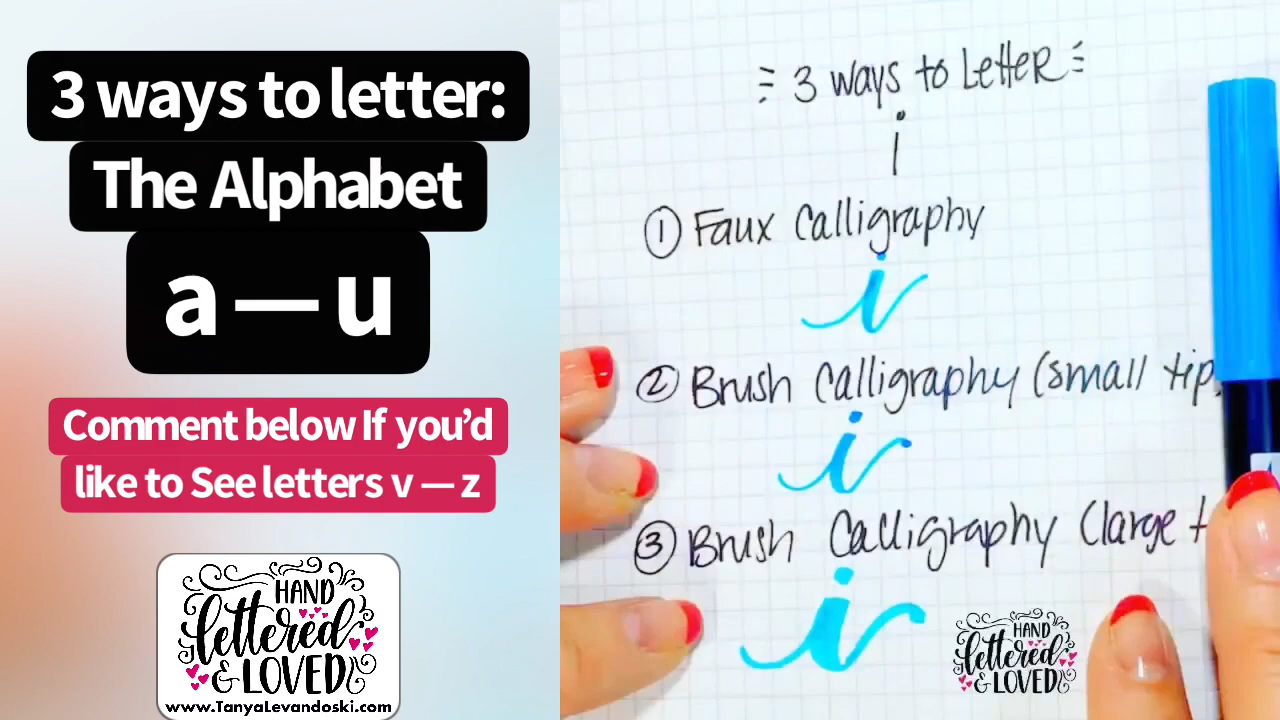 3 ways to letter:
The Alphabet
a — u
Comment below If you’d
like to See letters v — z
HAND
lettered
& LOVED
www.TanyaLevandoski.com
3 ways to Letter
i
① Faux Calligraphy
i
② Brush Calligraphy (small tip
i
③ Brush Calligraphy (large t
i
HAND
lettered
& LOVED